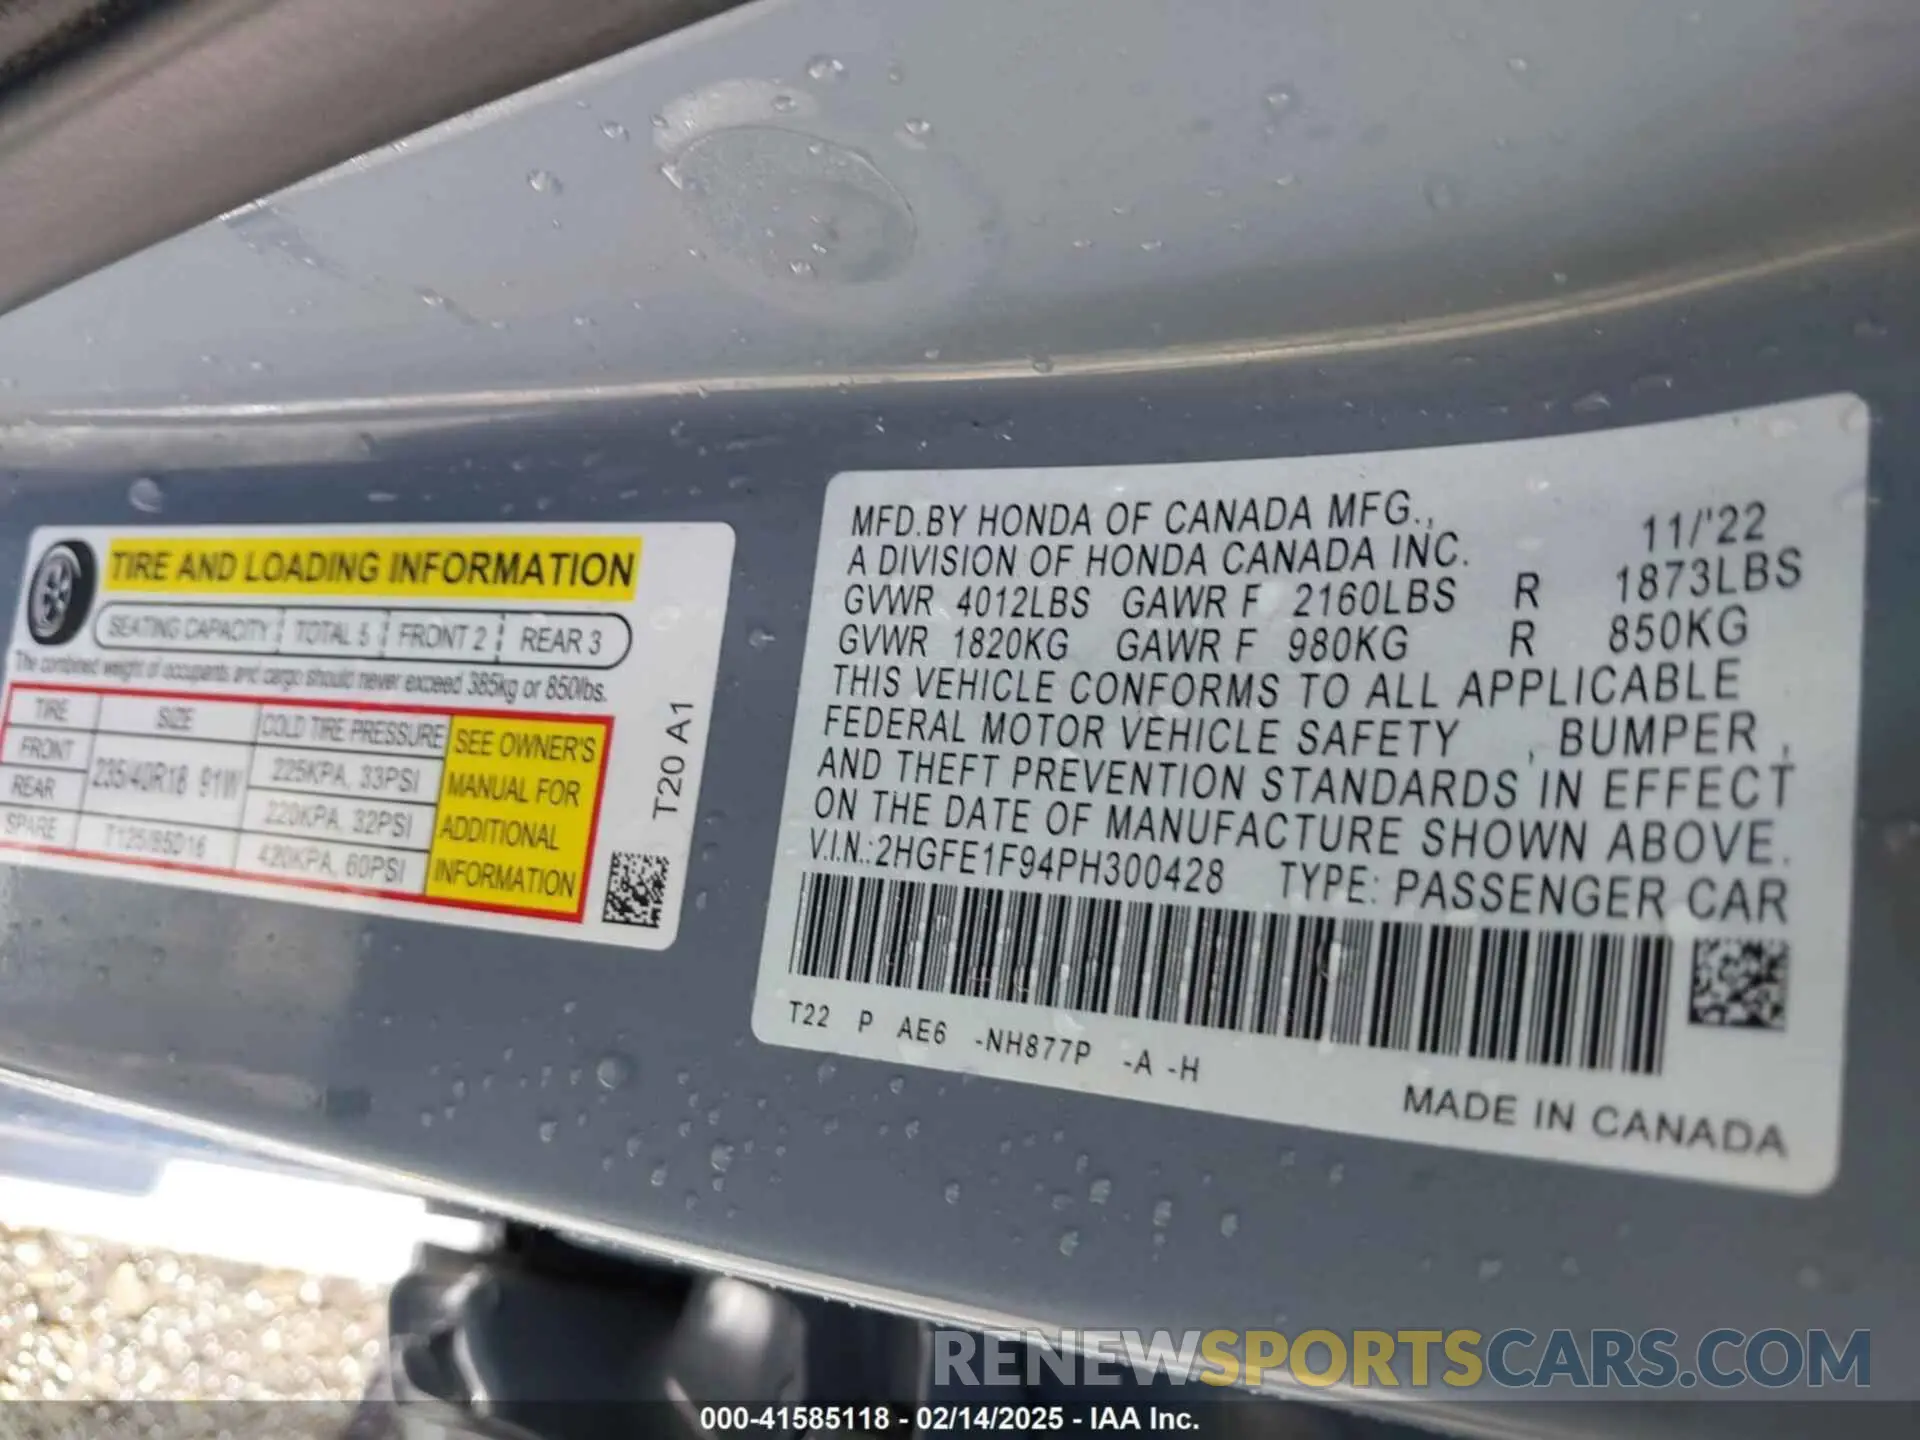 TIRE AND LOADING INFORMATION
SEATING CAPACITY TOTAL 5 FRONT 2 REAR 3
The combined weight of occupants and cargo should never exceed 385kg or 850lbs.
TIRE SIZE COLD TIRE PRESSURE
FRONT 235/40R18 91W 225KPA, 33PSI
REAR 220KPA, 32PSI
SPARE T125/85D16 420KPA, 60PSI
SEE OWNER'S
MANUAL FOR
ADDITIONAL
INFORMATION
T20 A1
MFD.BY HONDA OF CANADA MFG., 11/'22
A DIVISION OF HONDA CANADA INC.
GVWR 4012LBS GAWR F 2160LBS R 1873LBS
GVWR 1820KG GAWR F 980KG R 850KG
THIS VEHICLE CONFORMS TO ALL APPLICABLE
FEDERAL MOTOR VEHICLE SAFETY , BUMPER ,
AND THEFT PREVENTION STANDARDS IN EFFECT
ON THE DATE OF MANUFACTURE SHOWN ABOVE.
V.I.N.:2HGFE1F94PH300428 TYPE: PASSENGER CAR
T22 P AE6 -NH877P -A -H
MADE IN CANADA
RENEWSPORTSCARS.COM
000-41585118 - 02/14/2025 - IAA Inc.